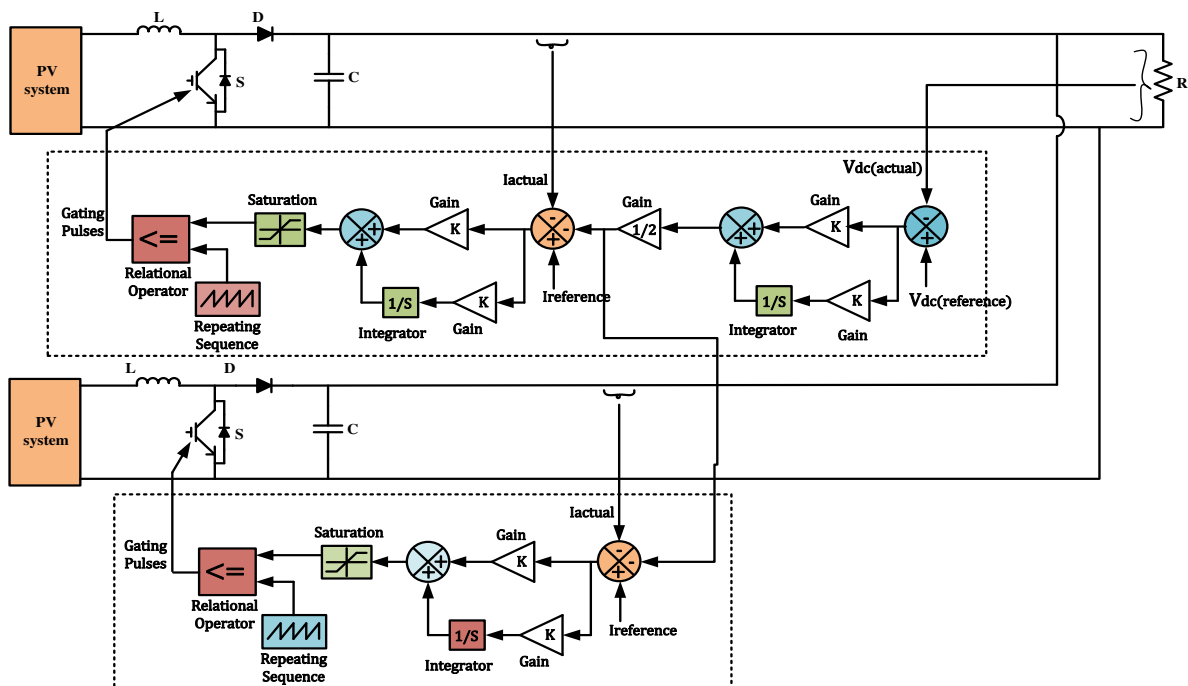 L
D
PV
system
S
C
R
Vdc(actual)
Iactual
Saturation
Gain
Gain
Gain
Gating
Pulses
<=
K
1/2
K
Relational
Operator
Ireference
Vdc(reference)
1/S
K
1/S
K
Integrator
Gain
Integrator
Gain
Repeating
Sequence
L
D
PV
system
S
C
Iactual
Gain
Saturation
Gating
Pulses
<=
K
Relational
Operator
Ireference
1/S
K
Integrator
Gain
Repeating
Sequence